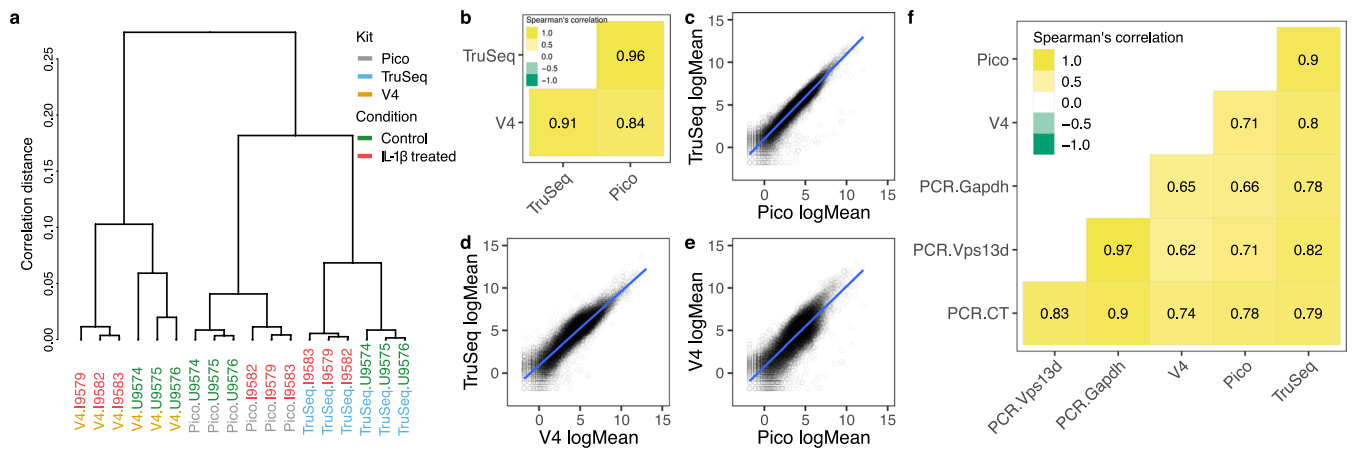 a
Correlation distance
0.00
0.05
0.10
0.15
0.20
0.25
Kit
Pico
TruSeq
V4
Condition
Control
IL-1β treated
V4.I9579
V4.I9582
V4.I9583
V4.U9574
V4.U9575
V4.U9576
Pico.U9574
Pico.U9575
Pico.U9576
Pico.I9582
Pico.I9579
Pico.I9583
TruSeq.I9583
TruSeq.I9579
TruSeq.I9582
TruSeq.U9574
TruSeq.U9575
TruSeq.U9576
b
Spearman's correlation
1.0
0.5
0.0
−0.5
−1.0
TruSeq
0.96
V4
0.91
0.84
TruSeq
Pico
c
TruSeq logMean
15
10
5
0
0
5
10
15
Pico logMean
d
TruSeq logMean
15
10
5
0
0
5
10
15
V4 logMean
e
V4 logMean
15
10
5
0
0
5
10
15
Pico logMean
f
Spearman's correlation
1.0
0.5
0.0
−0.5
−1.0
Pico
0.9
V4
0.71
0.8
PCR.Gapdh
0.65
0.66
0.78
PCR.Vps13d
0.97
0.62
0.71
0.82
PCR.CT
0.83
0.9
0.74
0.78
0.79
PCR.Vps13d
PCR.Gapdh
V4
Pico
TruSeq